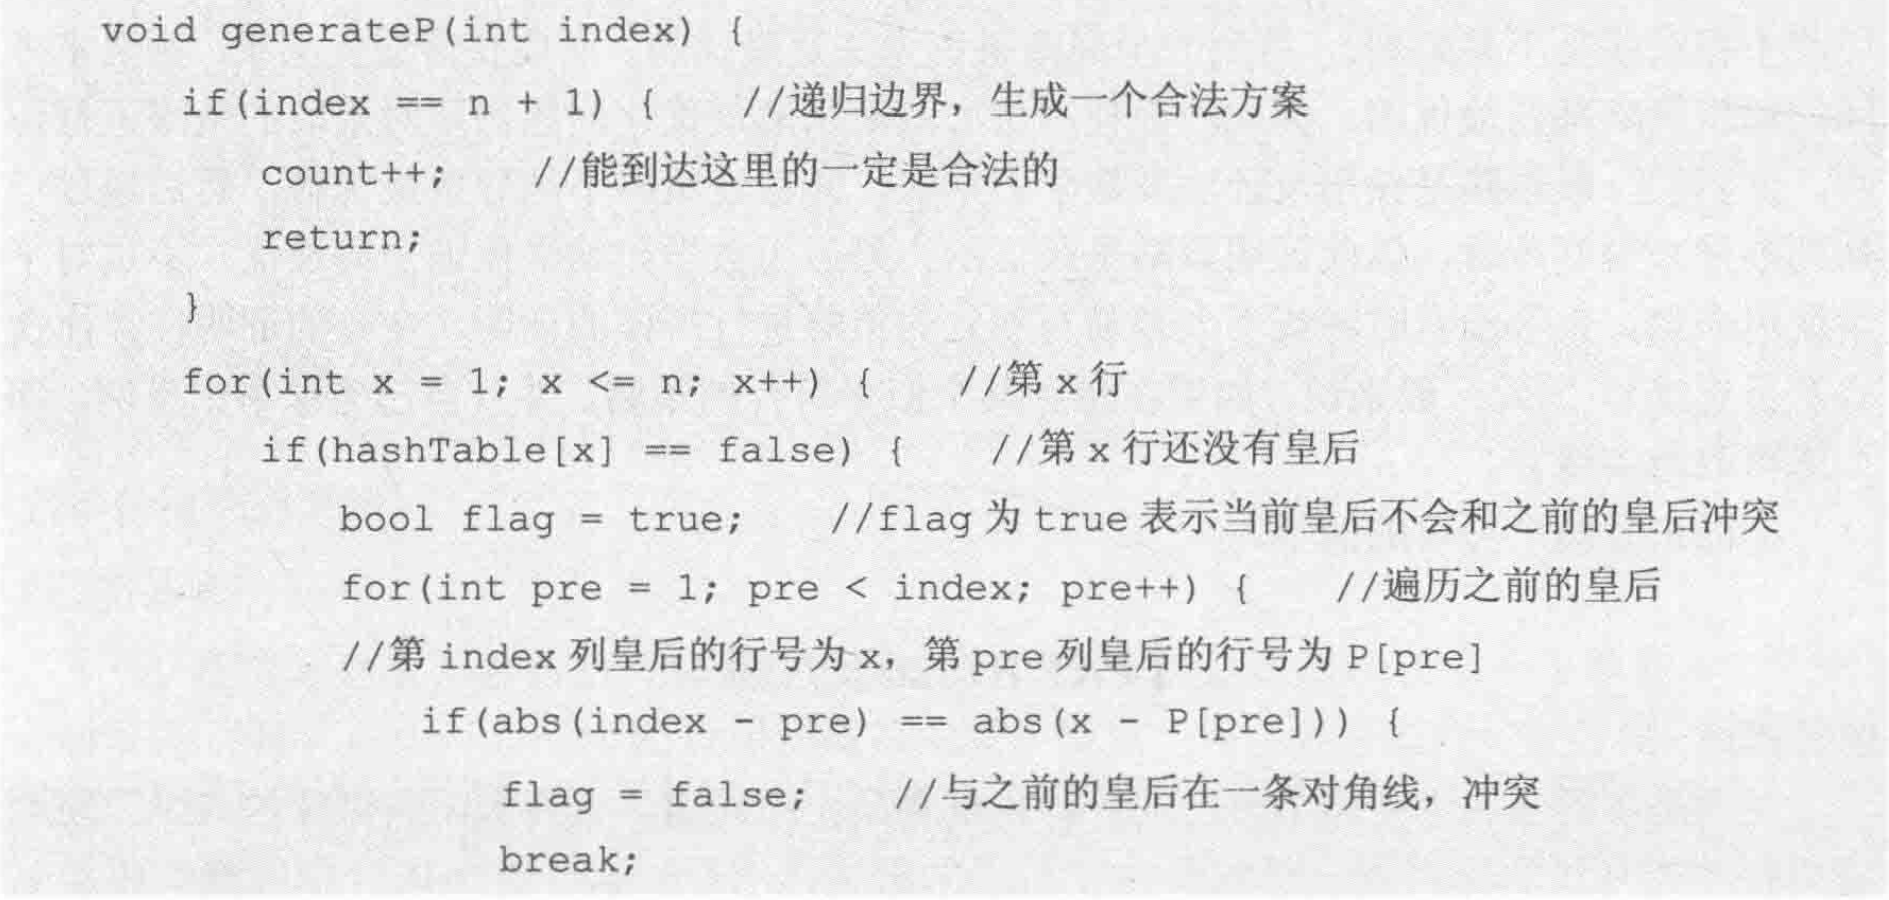 void generateP(int index) {
if(index == n + 1) { //递归边界，生成一个合法方案
count++; //能到达这里的一定是合法的
return;
}
for(int x = 1; x <= n; x++) { //第 x 行
if(hashTable[x] == false) { //第 x 行还没有皇后
bool flag = true; //flag 为 true 表示当前皇后不会和之前的皇后冲突
for(int pre = 1; pre < index; pre++) { //遍历之前的皇后
//第 index 列皇后的行号为 x，第 pre 列皇后的行号为 P[pre]
if(abs(index - pre) == abs(x - P[pre])) {
flag = false; //与之前的皇后在一条对角线，冲突
break;